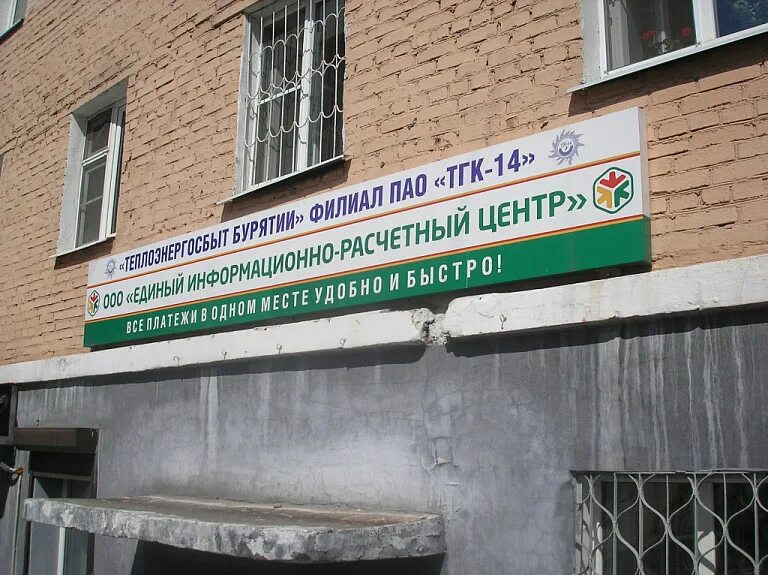 «ТЕПЛОЭНЕРГОСБЫТ БУРЯТИИ» ФИЛИАЛ ПАО «ТГК-14»
ООО «ЕДИНЫЙ ИНФОРМАЦИОННО-РАСЧЕТНЫЙ ЦЕНТР»
ВСЕ ПЛАТЕЖИ В ОДНОМ МЕСТЕ УДОБНО И БЫСТРО!